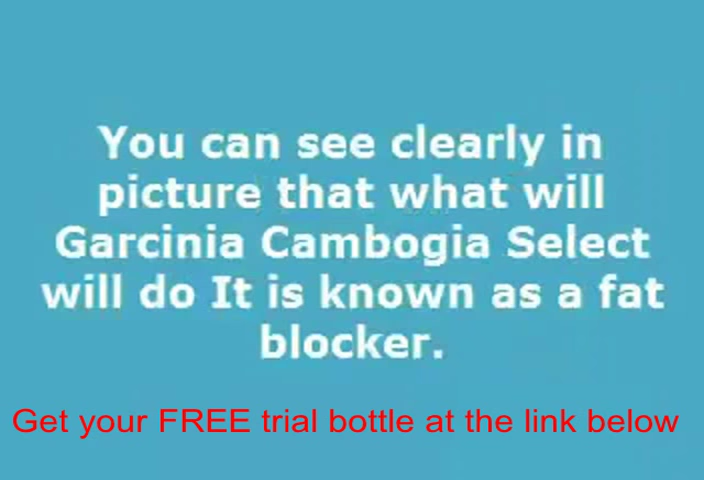 You can see clearly in
picture that what will
Garcinia Cambogia Select
will do It is known as a fat
blocker.
Get your FREE trial bottle at the link below